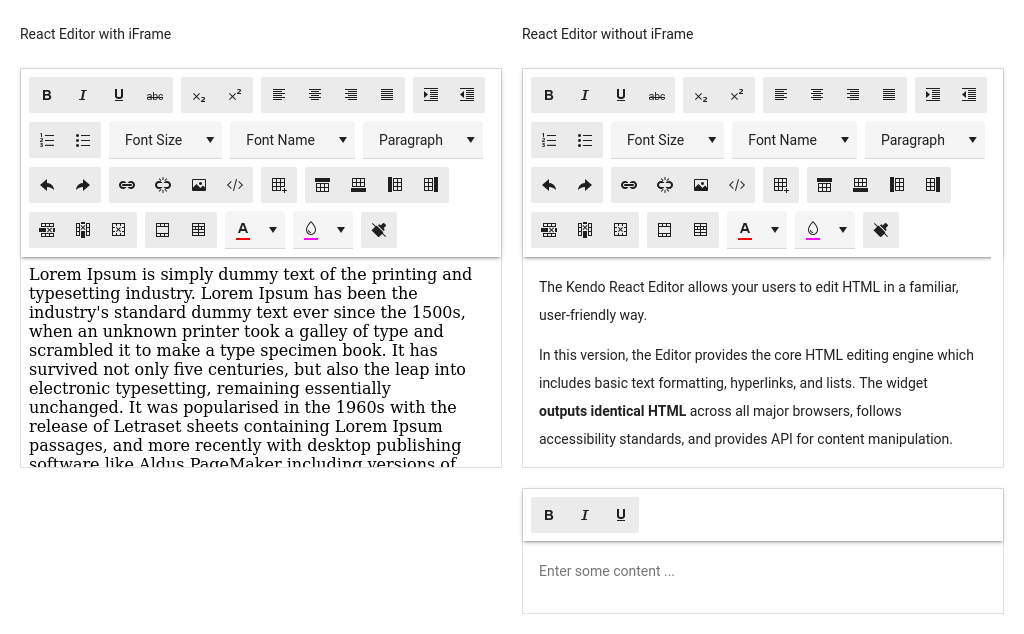 React Editor with iFrame
B I U abc X₂ X²
Font Size Font Name Paragraph
A
Lorem Ipsum is simply dummy text of the printing and
typesetting industry. Lorem Ipsum has been the
industry's standard dummy text ever since the 1500s,
when an unknown printer took a galley of type and
scrambled it to make a type specimen book. It has
survived not only five centuries, but also the leap into
electronic typesetting, remaining essentially
unchanged. It was popularised in the 1960s with the
release of Letraset sheets containing Lorem Ipsum
passages, and more recently with desktop publishing
software like Aldus PageMaker including versions of
React Editor without iFrame
B I U abc X₂ X²
Font Size Font Name Paragraph
A
The Kendo React Editor allows your users to edit HTML in a familiar,
user-friendly way.
In this version, the Editor provides the core HTML editing engine which
includes basic text formatting, hyperlinks, and lists. The widget
outputs identical HTML across all major browsers, follows
accessibility standards, and provides API for content manipulation.
B I U
Enter some content ...